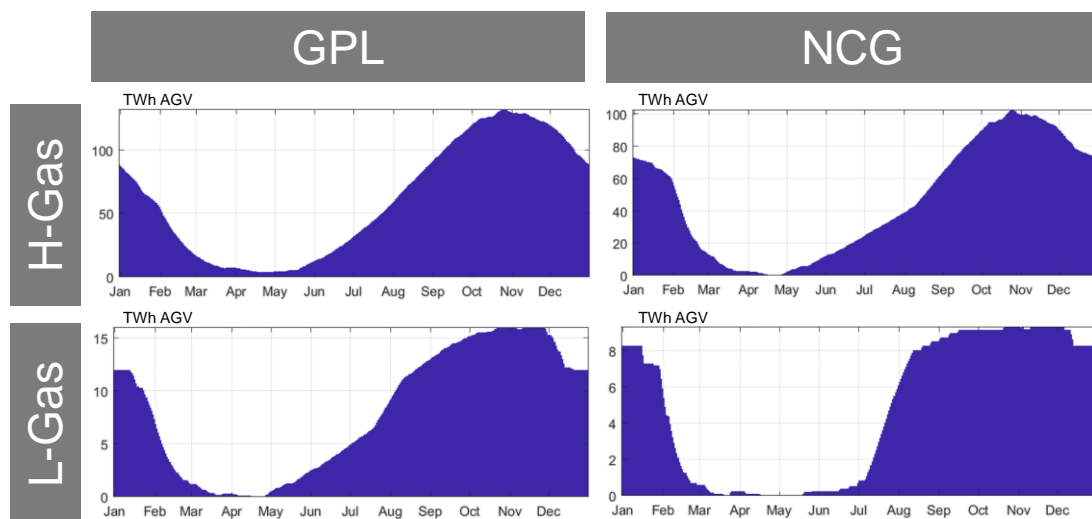 GPL
NCG
H-Gas
TWh AGV
100
50
0
Jan Feb Mar Apr May Jun Jul Aug Sep Oct Nov Dec
TWh AGV
100
80
60
40
20
0
Jan Feb Mar Apr May Jun Jul Aug Sep Oct Nov Dec
L-Gas
TWh AGV
15
10
5
0
Jan Feb Mar Apr May Jun Jul Aug Sep Oct Nov Dec
TWh AGV
8
6
4
2
0
Jan Feb Mar Apr May Jun Jul Aug Sep Oct Nov Dec